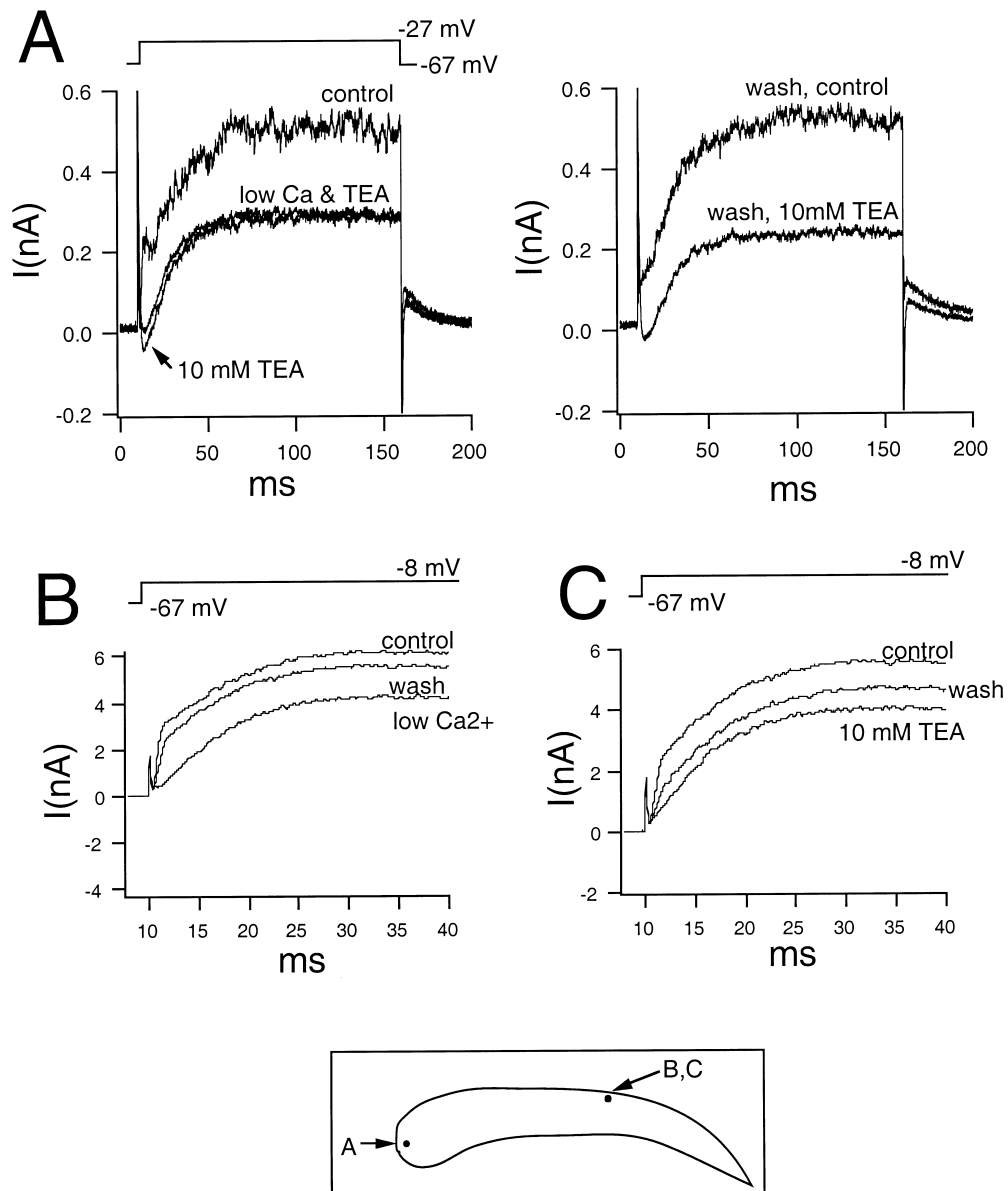 A
-27 mV
-67 mV
0.6
0.4
0.2
0.0
-0.2
I(nA)
control
low Ca & TEA
10 mM TEA
0 50 100 150 200
ms
0.6
0.4
0.2
0.0
-0.2
I(nA)
wash, control
wash, 10mM TEA
0 50 100 150 200
ms
B
-8 mV
-67 mV
6
4
2
0
-2
-4
I(nA)
control
wash
low Ca2+
10 15 20 25 30 35 40
ms
C
-8 mV
-67 mV
6
4
2
0
-2
I(nA)
control
wash
10 mM TEA
10 15 20 25 30 35 40
ms
B,C
A